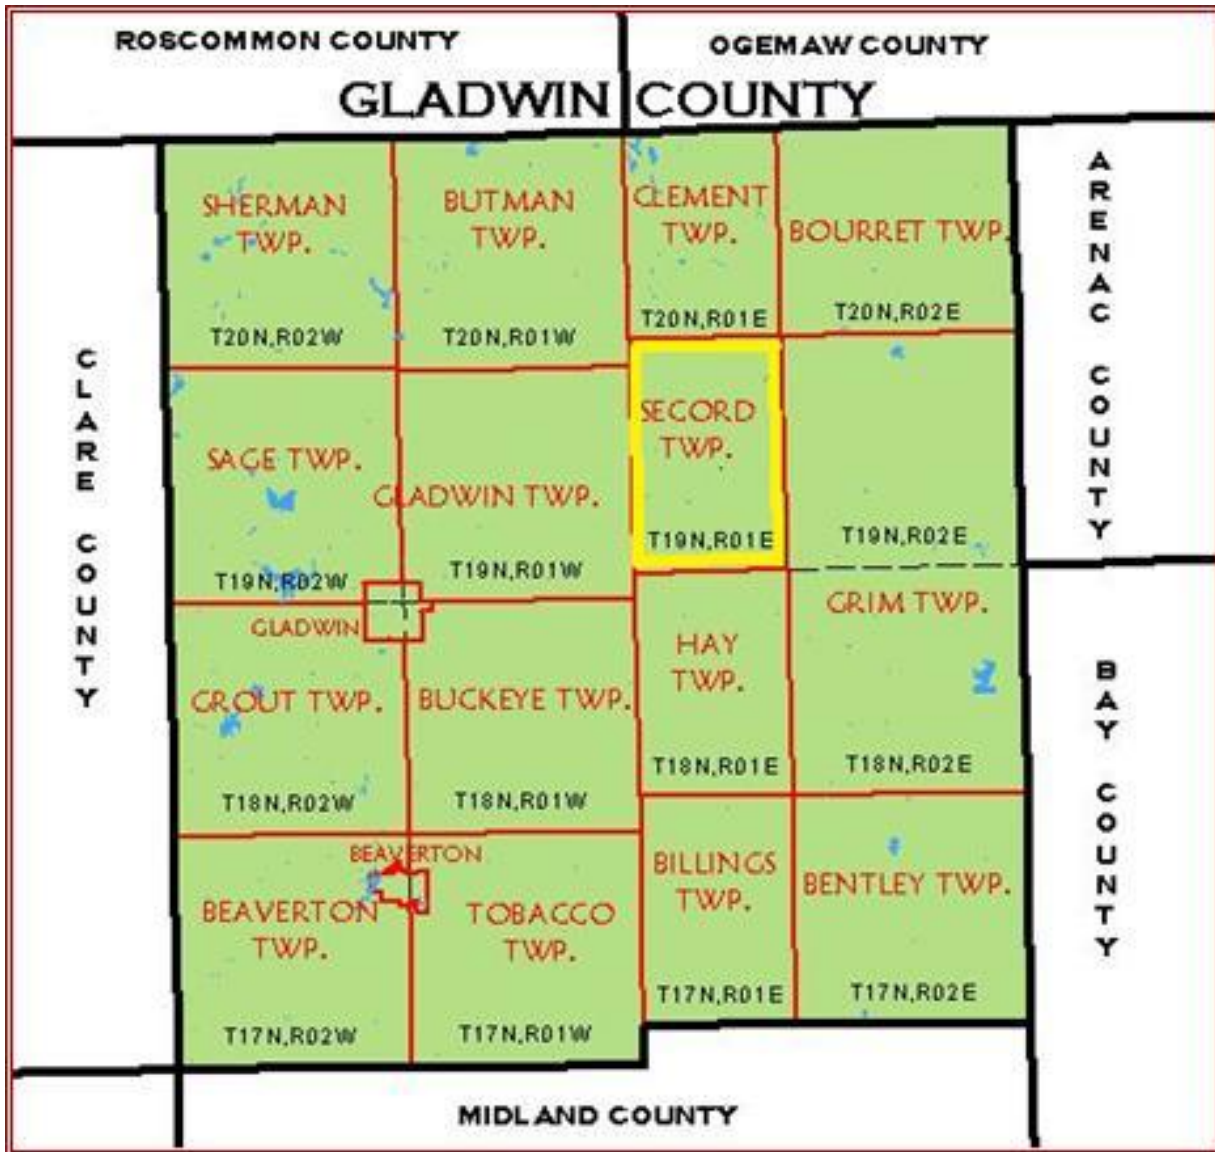 ROSCOMMON COUNTY
OGEMAW COUNTY
GLADWIN COUNTY
ARENAC COUNTY
CLARE COUNTY
BAY COUNTY
SHERMAN
TWP.
T20N,R02W
BUTMAN
TWP.
T20N,R01W
CLEMENT
TWP.
T20N,R01E
BOURRET TWP.
T20N,R02E
SAGE TWP.
T19N,R02W
GLADWIN TWP.
T19N,R01W
SECORD
TWP.
T19N,R01E
T19N,R02E
GRIM TWP.
T18N,R02E
GLADWIN
GROUT TWP.
T18N,R02W
BUCKEYE TWP.
T18N,R01W
HAY
TWP.
T18N,R01E
BEAVERTON
BEAVERTON
TWP.
T17N,R02W
TOBACCO
TWP.
T17N,R01W
BILLINGS
TWP.
T17N,R01E
BENTLEY TWP.
T17N,R02E
MIDLAND COUNTY